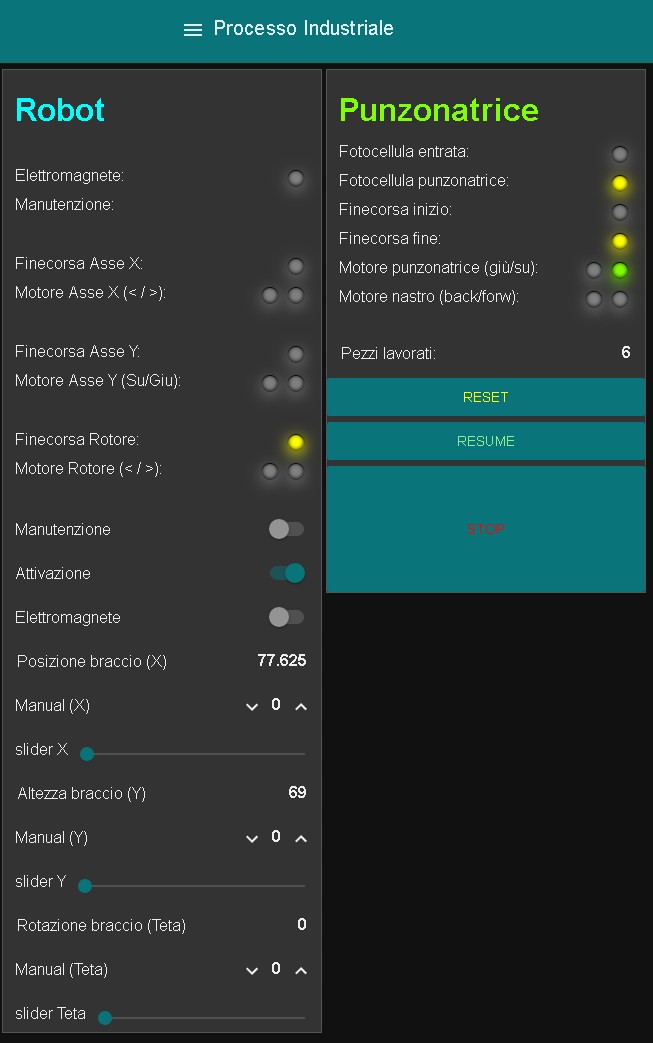 Processo Industriale
Robot
Elettromagnete:
Manutenzione:
Finecorsa Asse X:
Motore Asse X (< / >):
Finecorsa Asse Y:
Motore Asse Y (Su/Giu):
Finecorsa Rotore:
Motore Rotore (< / >):
Manutenzione
Attivazione
Elettromagnete
Posizione braccio (X) 77.625
Manual (X) 0
slider X
Altezza braccio (Y) 69
Manual (Y) 0
slider Y
Rotazione braccio (Teta) 0
Manual (Teta) 0
slider Teta
Punzonatrice
Fotocellula entrata:
Fotocellula punzonatrice:
Finecorsa inizio:
Finecorsa fine:
Motore punzonatrice (giù/su):
Motore nastro (back/forw):
Pezzi lavorati: 6
RESET
RESUME
STOP